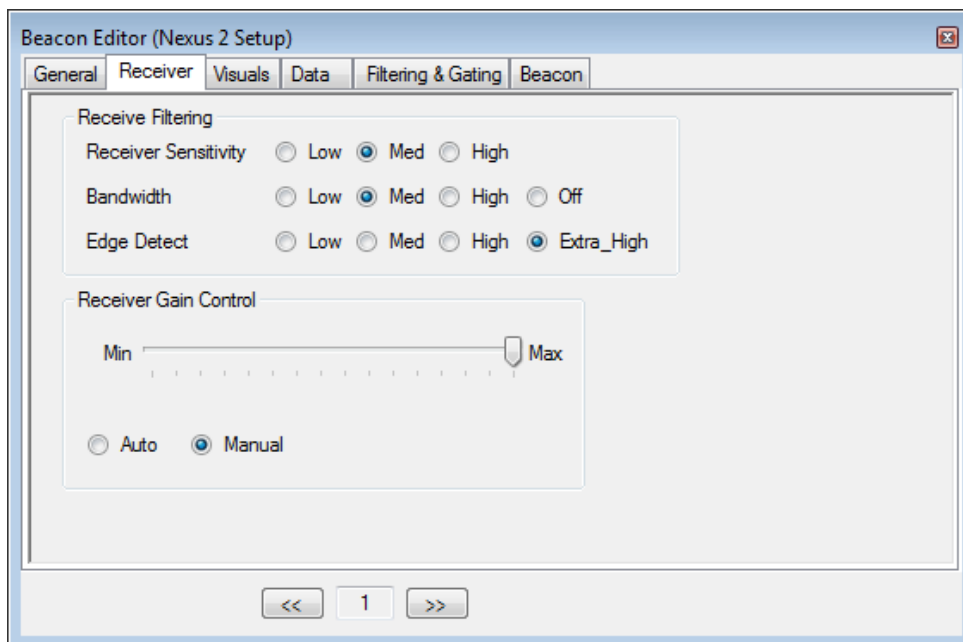 Beacon Editor (Nexus 2 Setup)
General Receiver Visuals Data Filtering & Gating Beacon
Receive Filtering
Receiver Sensitivity Low Med High
Bandwidth Low Med High Off
Edge Detect Low Med High Extra_High
Receiver Gain Control
Min Max
Auto Manual
<< 1 >>